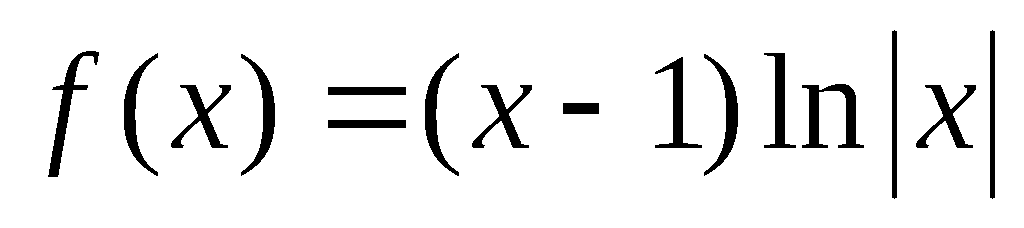 f(x) = (x - 1) ln|x|